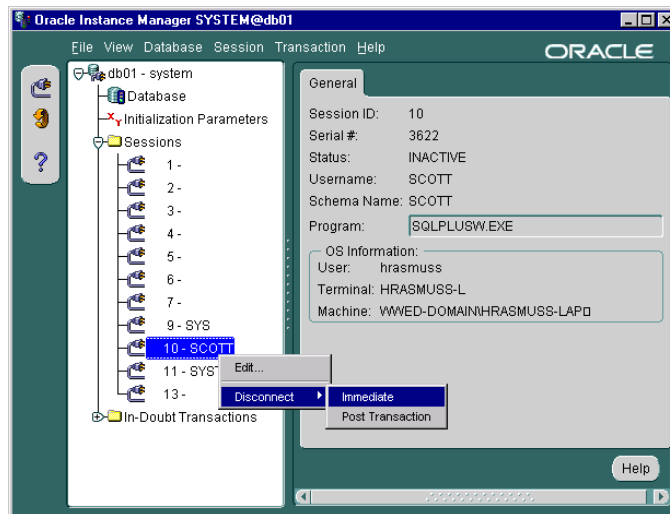 Oracle Instance Manager SYSTEM@db01
File View Database Session Transaction Help
ORACLE
db01 - system
Database
Initialization Parameters
Sessions
1 -
2 -
3 -
4 -
5 -
6 -
7 -
9 - SYS
10 - SCOTT
11 - SYST
13 -
In-Doubt Transactions
Edit...
Disconnect
Immediate
Post Transaction
General
Session ID: 10
Serial #: 3622
Status: INACTIVE
Username: SCOTT
Schema Name: SCOTT
Program: SQLPLUSW.EXE
OS Information:
User: hrasmuss
Terminal: HRASMUSS-L
Machine: WWED-DOMAIN\HRASMUSS-LAP▯
Help